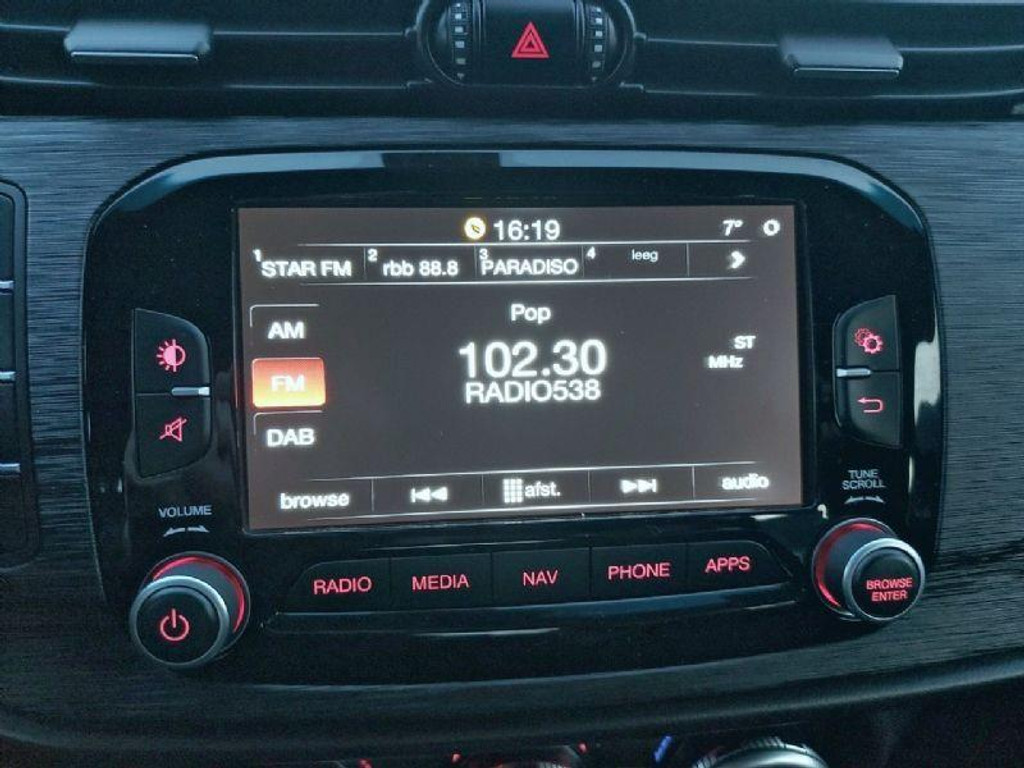 16:19 7°
1 STAR FM 2 rbb 88.8 3 PARADISO 4 leeg
Pop
AM
102.30 ST
MHz
FM
RADIO538
DAB
browse afst. audio
VOLUME
TUNE
SCROLL
RADIO MEDIA NAV PHONE APPS
BROWSE
ENTER